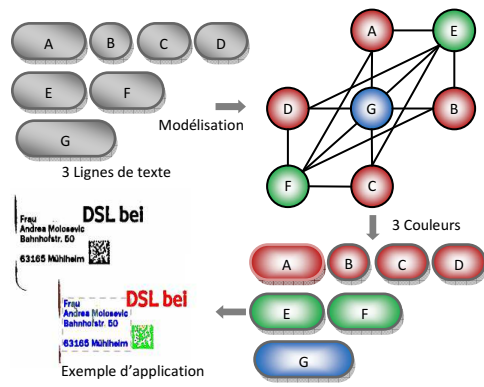 A B C D
E F
G
3 Lignes de texte
Modélisation
A E
D G B
F C
3 Couleurs
A B C D
E F
G
Frau
Andrea Molosevic
Bahnhofstr. 50
63165 Mühlheim
DSL bei
Frau
Andrea Molosevic
Bahnhofstr. 50
63165 Mühlheim
DSL bei
Exemple d'application